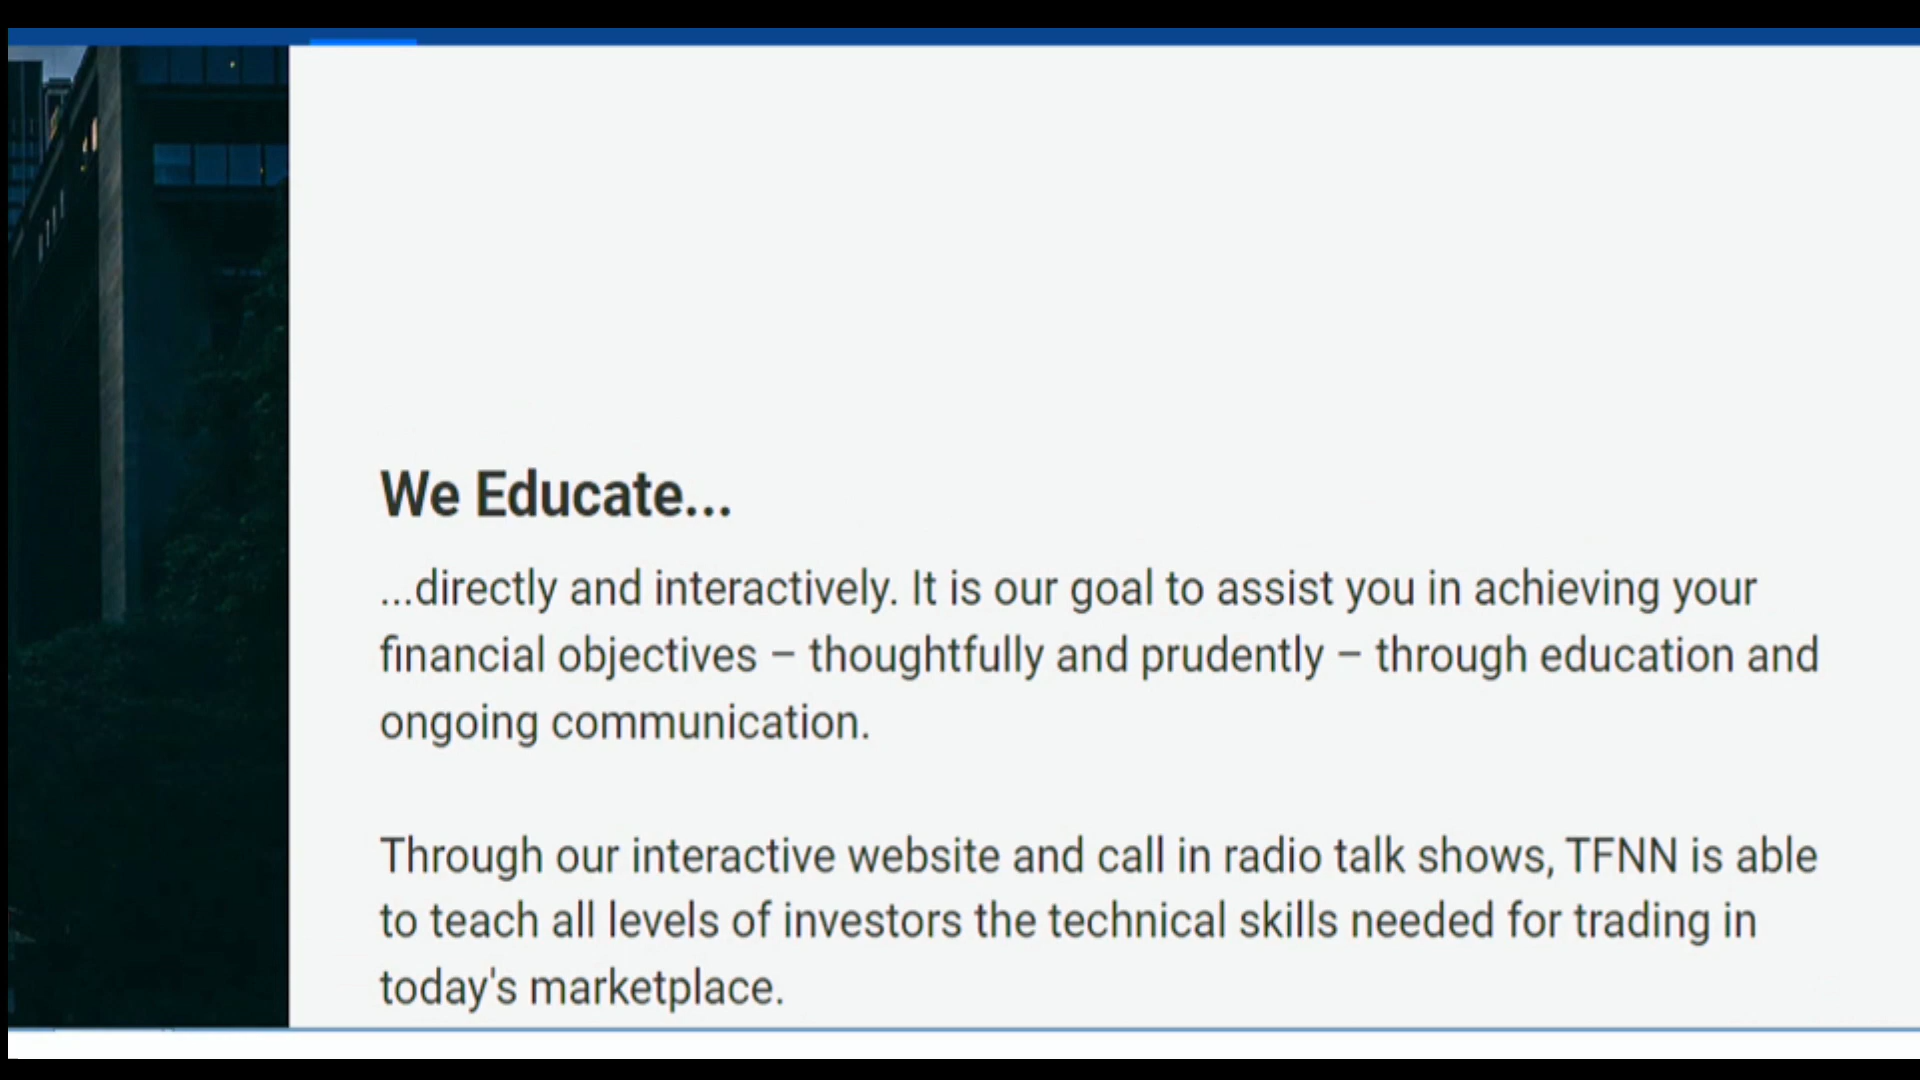 We Educate...
...directly and interactively. It is our goal to assist you in achieving your
financial objectives – thoughtfully and prudently – through education and
ongoing communication.
Through our interactive website and call in radio talk shows, TFNN is able
to teach all levels of investors the technical skills needed for trading in
today's marketplace.